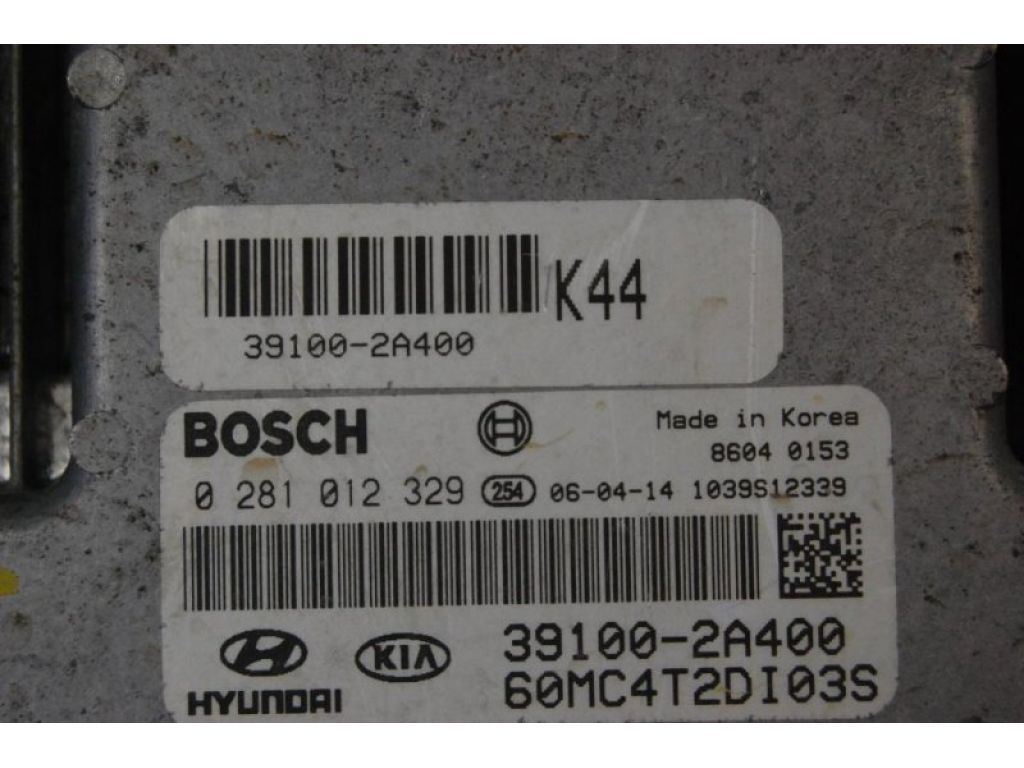 K44
39100-2A400
BOSCH
Made in Korea
8604 0153
0 281 012 329 254 06-04-14 1039S12339
39100-2A400
HYUNDAI KIA
60MC4T2DI03S